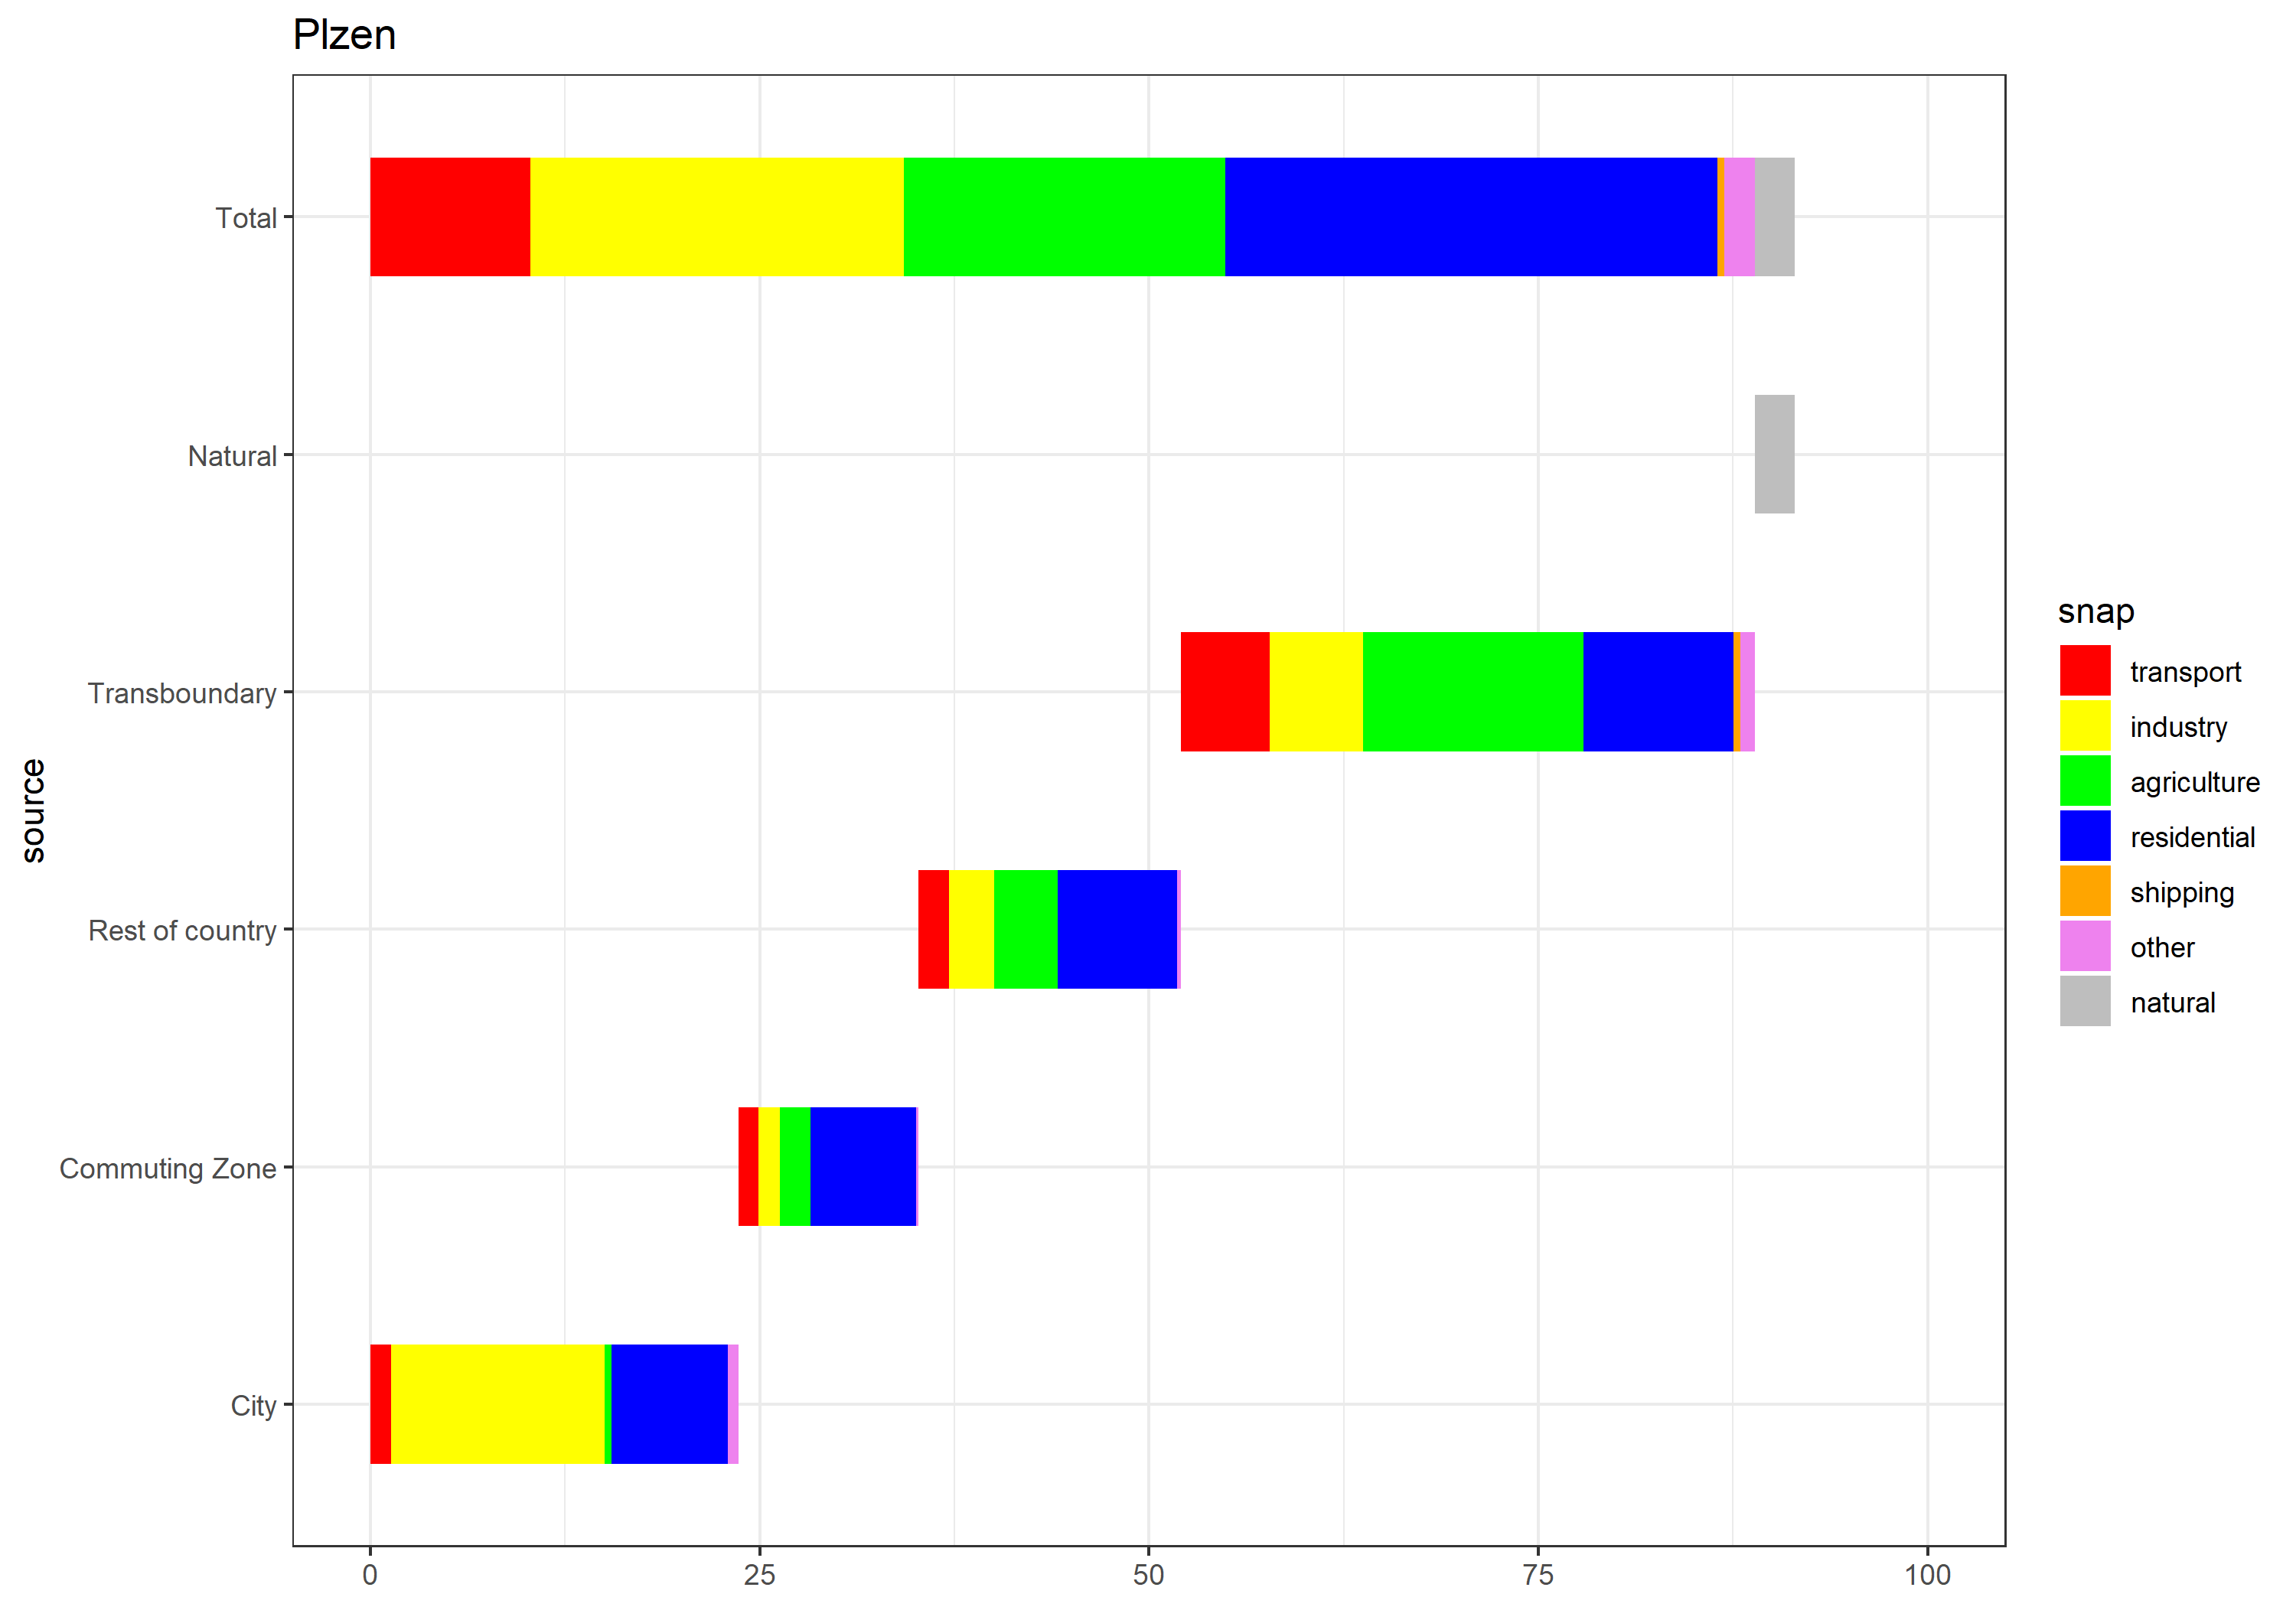 Plzen
Total
Natural
Transboundary
Rest of country
Commuting Zone
City
source
0 25 50 75 100
snap
transport
industry
agriculture
residential
shipping
other
natural